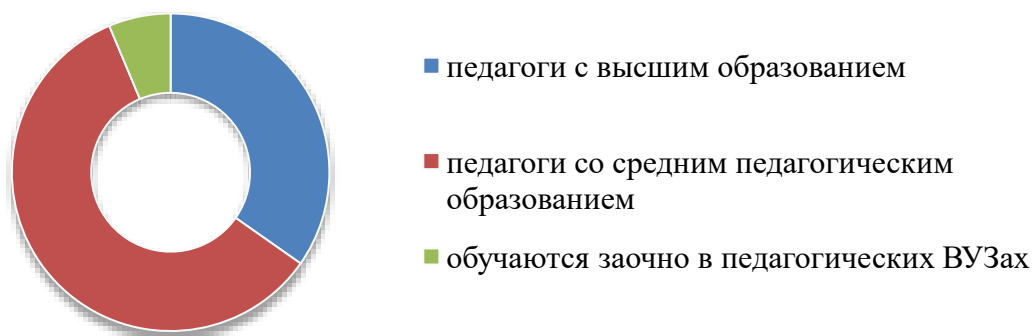 педагоги с высшим образованием
педагоги со средним педагогическим
образованием
обучаются заочно в педагогических ВУЗах